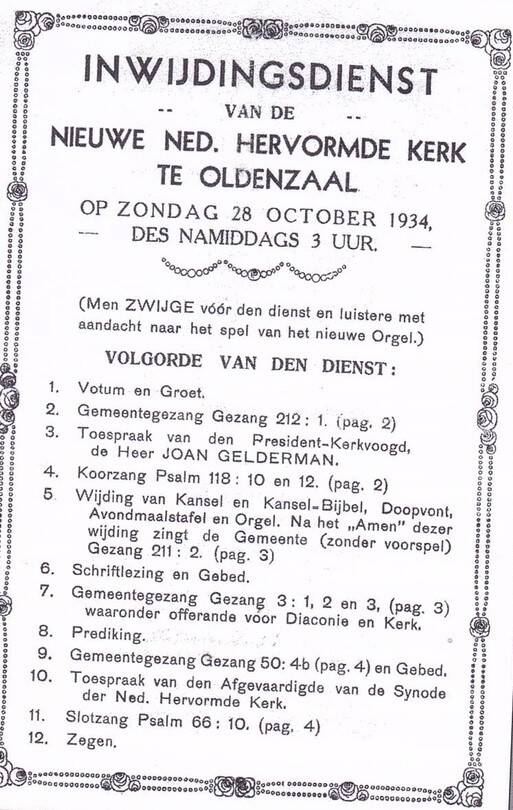 INWIJDINGSDIENST
-- VAN DE --
NIEUWE NED. HERVORMDE KERK
TE OLDENZAAL
OP ZONDAG 28 OCTOBER 1934,
— DES NAMIDDAGS 3 UUR. —
(Men ZWIJGE vóór den dienst en luistere met
aandacht naar het spel van het nieuwe Orgel.)
VOLGORDE VAN DEN DIENST:
1. Votum en Groet.
2. Gemeentegezang Gezang 212 : 1. (pag. 2)
3. Toespraak van den President-Kerkvoogd,
de Heer JOAN GELDERMAN.
4. Koorzang Psalm 118 : 10 en 12. (pag. 2)
5 Wijding van Kansel en Kansel-Bijbel, Doopvont,
Avondmaalstafel en Orgel. Na het „Amen" dezer
wijding zingt de Gemeente (zonder voorspel)
Gezang 211 : 2. (pag. 3)
6. Schriftlezing en Gebed.
7. Gemeentegezang Gezang 3 : 1, 2 en 3, (pag. 3)
waaronder offerande voor Diaconie en Kerk.
8. Prediking.
9. Gemeentegezang Gezang 50: 4b (pag. 4) en Gebed.
10. Toespraak van den Afgevaardigde van de Synode
der Ned. Hervormde Kerk.
11. Slotzang Psalm 66 : 10. (pag. 4)
12. Zegen.